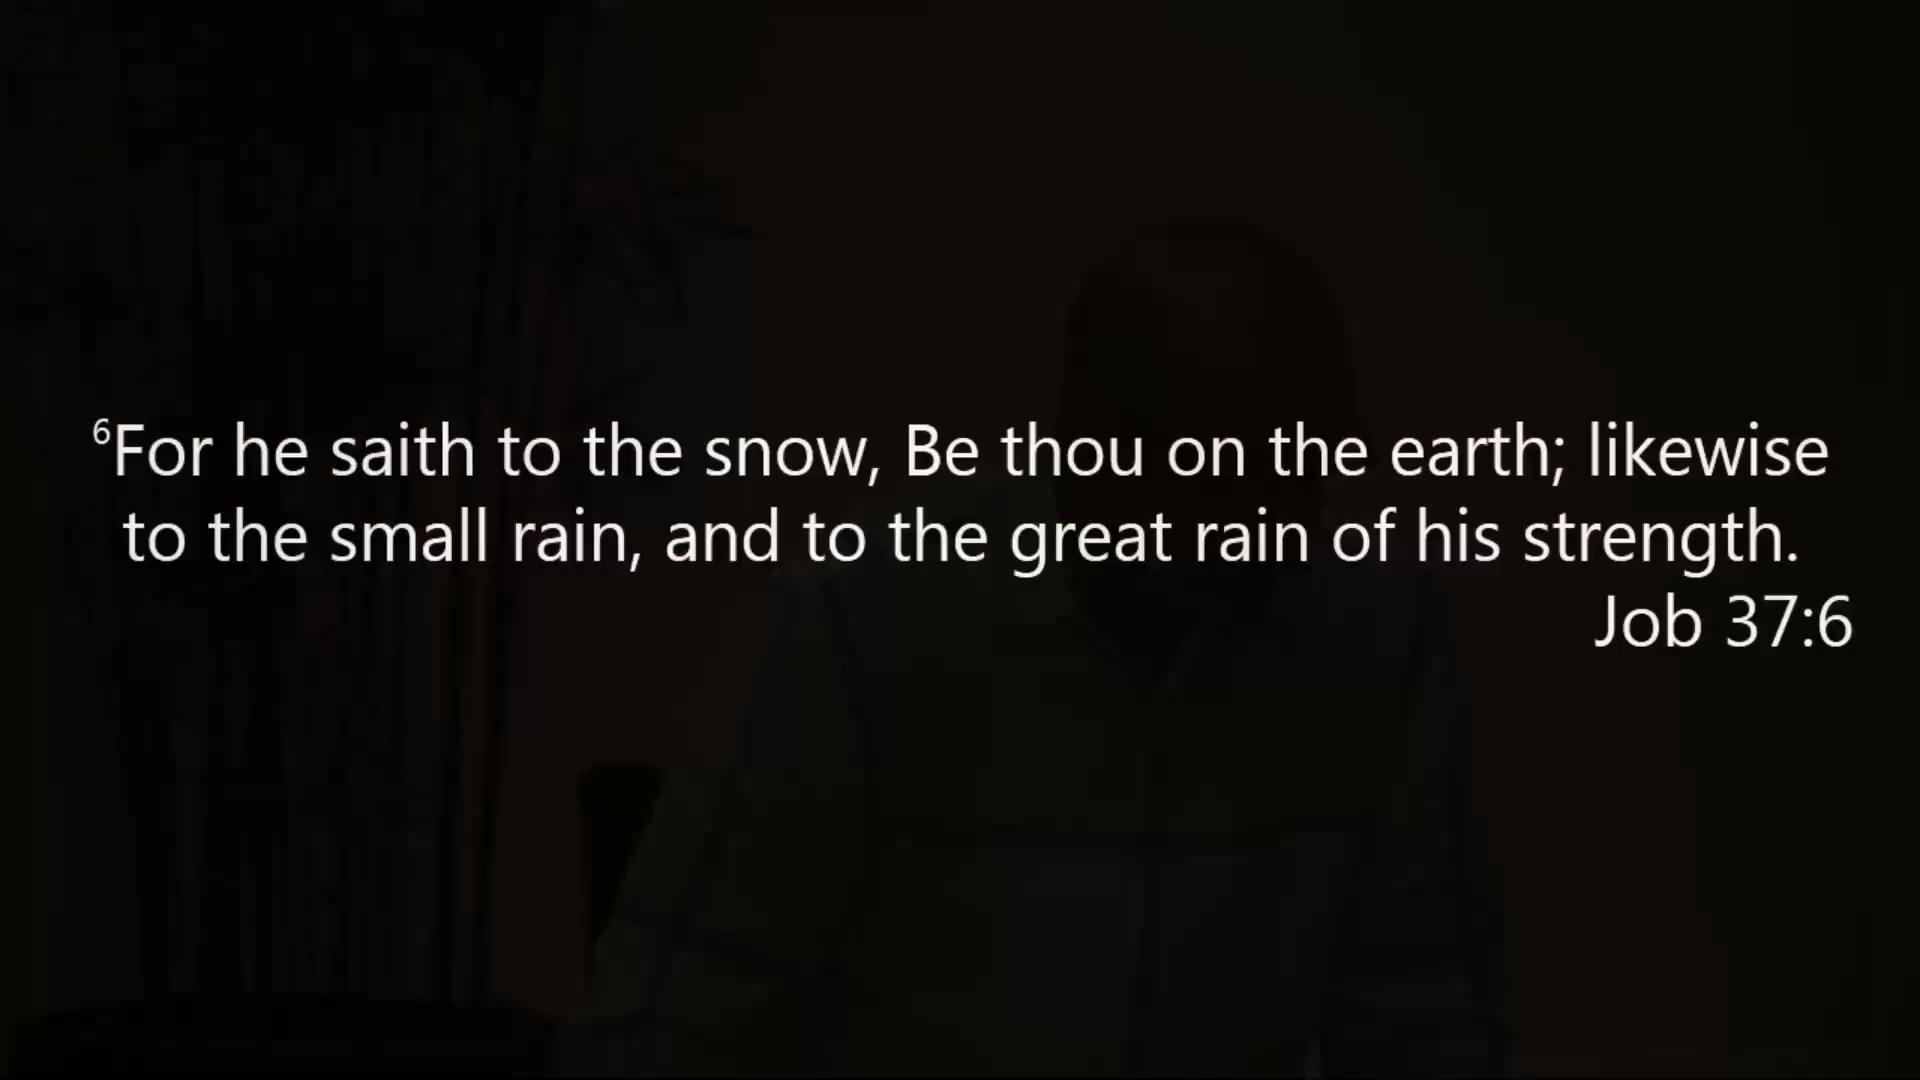 ⁶For he saith to the snow, Be thou on the earth; likewise
to the small rain, and to the great rain of his strength.
Job 37:6